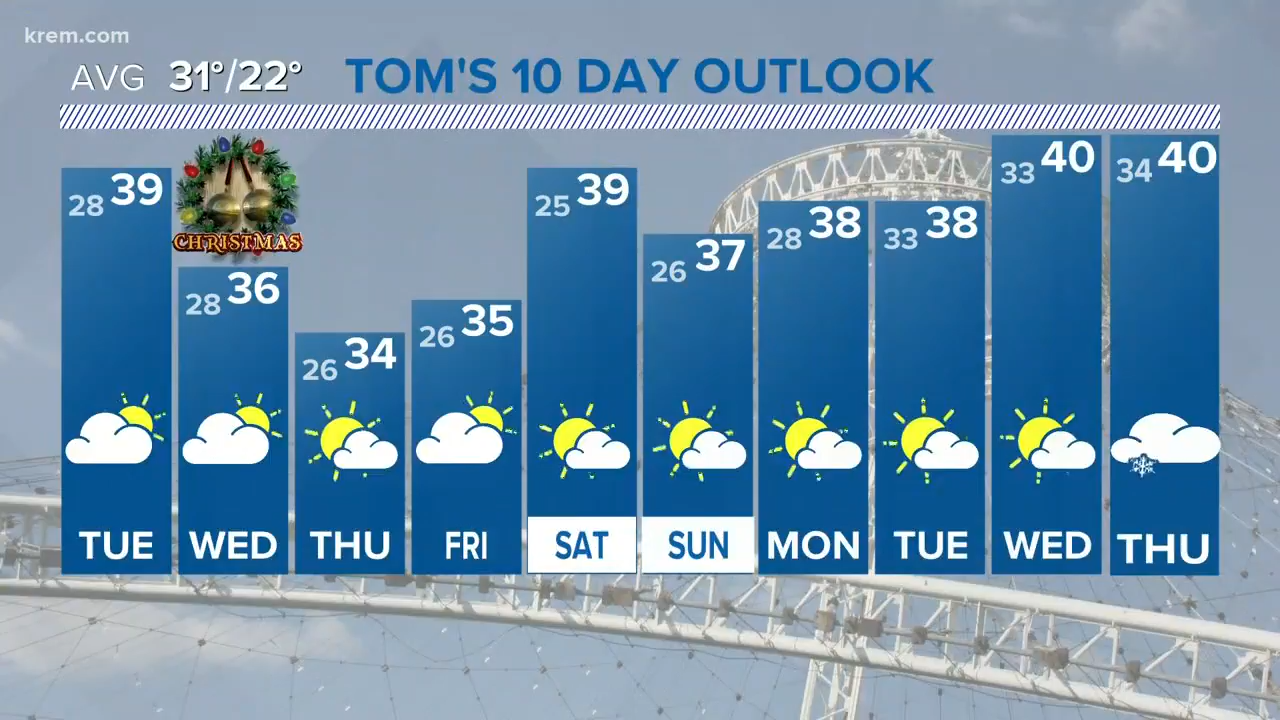 krem.com
AVG 31°/22° TOM'S 10 DAY OUTLOOK
28 39
CHRISTMAS
28 36
26 34
26 35
25 39
26 37
28 38
33 38
33 40
34 40
TUE WED THU FRI SAT SUN MON TUE WED THU